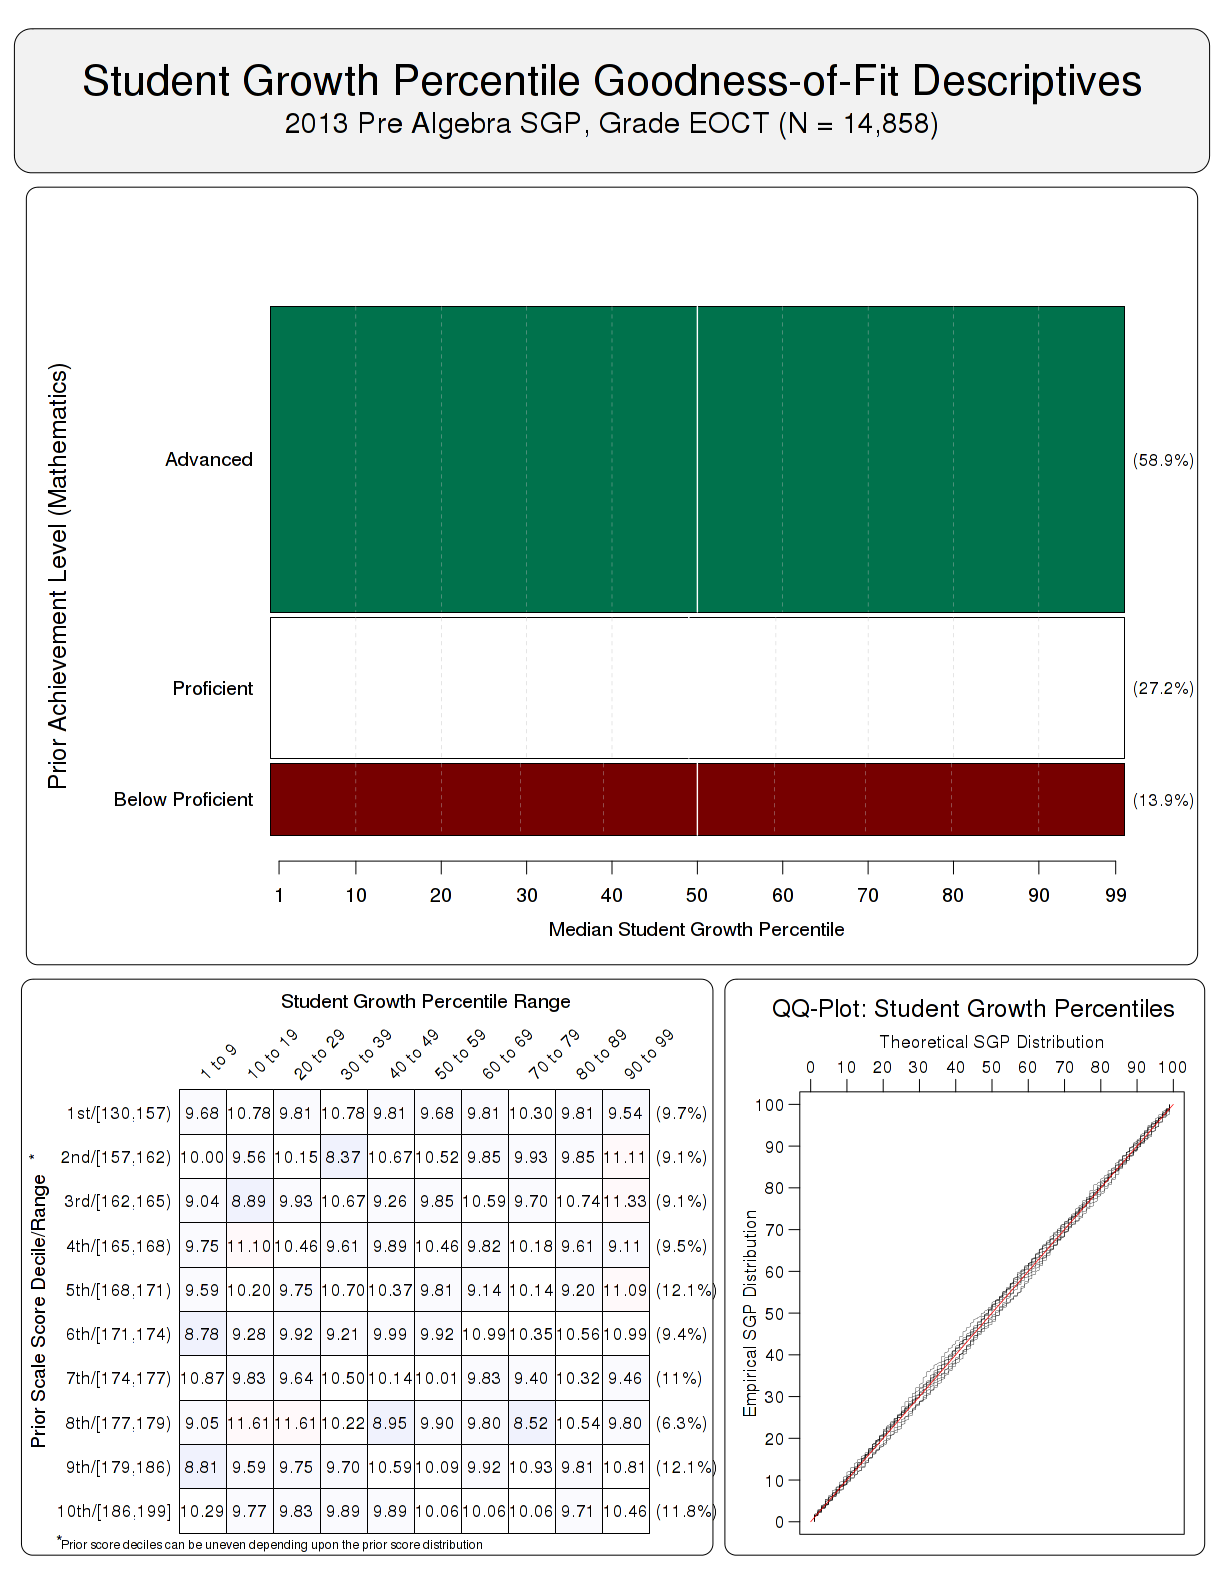 Student Growth Percentile Goodness-of-Fit Descriptives
2013 Pre Algebra SGP, Grade EOCT (N = 14,858)
Prior Achievement Level (Mathematics)
Advanced (58.9%)
Proficient (27.2%)
Below Proficient (13.9%)
1 10 20 30 40 50 60 70 80 90 99
Median Student Growth Percentile
Student Growth Percentile Range
1 to 9 10 to 19 20 to 29 30 to 39 40 to 49 50 to 59 60 to 69 70 to 79 80 to 89 90 to 99
Prior Scale Score Decile/Range *
1st/[130,157) 9.68 10.78 9.81 10.78 9.81 9.68 9.81 10.30 9.81 9.54 (9.7%)
2nd/[157,162) 10.00 9.56 10.15 8.37 10.67 10.52 9.85 9.93 9.85 11.11 (9.1%)
3rd/[162,165) 9.04 8.89 9.93 10.67 9.26 9.85 10.59 9.70 10.74 11.33 (9.1%)
4th/[165,168) 9.75 11.10 10.46 9.61 9.89 10.46 9.82 10.18 9.61 9.11 (9.5%)
5th/[168,171) 9.59 10.20 9.75 10.70 10.37 9.81 9.14 10.14 9.20 11.09 (12.1%)
6th/[171,174) 8.78 9.28 9.92 9.21 9.99 9.92 10.99 10.35 10.56 10.99 (9.4%)
7th/[174,177) 10.87 9.83 9.64 10.50 10.14 10.01 9.83 9.40 10.32 9.46 (11%)
8th/[177,179) 9.05 11.61 11.61 10.22 8.95 9.90 9.80 8.52 10.54 9.80 (6.3%)
9th/[179,186) 8.81 9.59 9.75 9.70 10.59 10.09 9.92 10.93 9.81 10.81 (12.1%)
10th/[186,199] 10.29 9.77 9.83 9.89 9.89 10.06 10.06 10.06 9.71 10.46 (11.8%)
*Prior score deciles can be uneven depending upon the prior score distribution
QQ-Plot: Student Growth Percentiles
Theoretical SGP Distribution
0 10 20 30 40 50 60 70 80 90 100
Empirical SGP Distribution
100
90
80
70
60
50
40
30
20
10
0